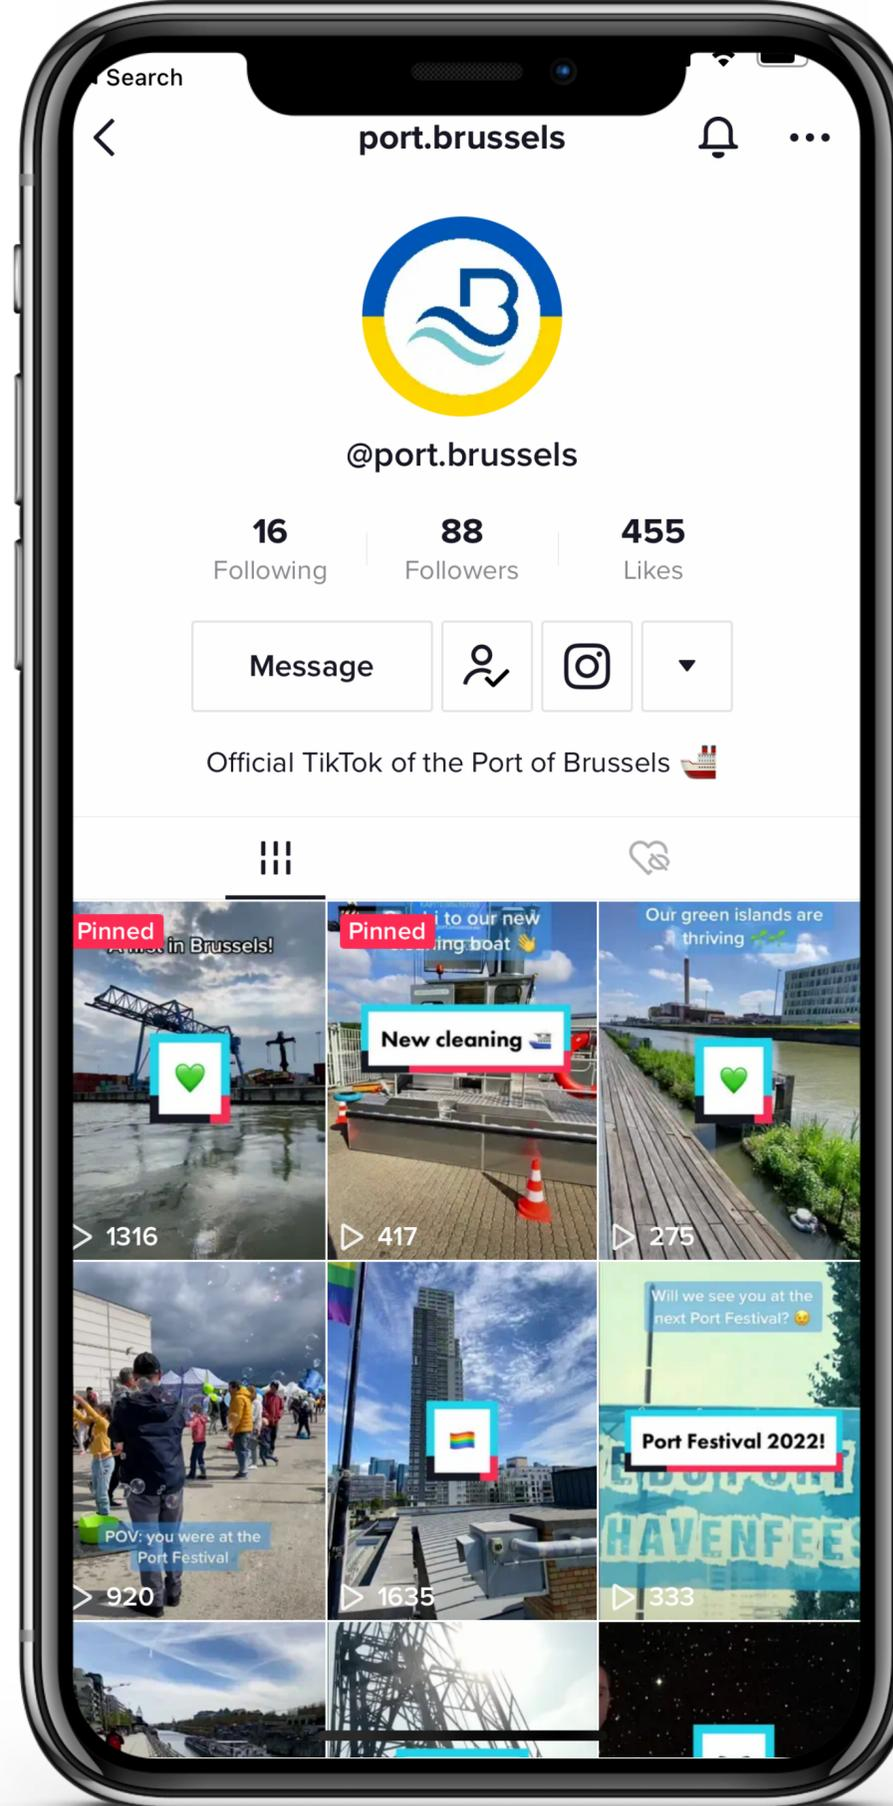 Search
port.brussels
@port.brussels
16
Following
88
Followers
455
Likes
Message
Official TikTok of the Port of Brussels
Pinned
in Brussels!
1316
Pinned
to our new
boat
New cleaning
417
Our green islands are
thriving
275
POV: you were at the
Port Festival
920
1635
Will we see you at the
next Port Festival?
Port Festival 2022!
HAVENFEES
333